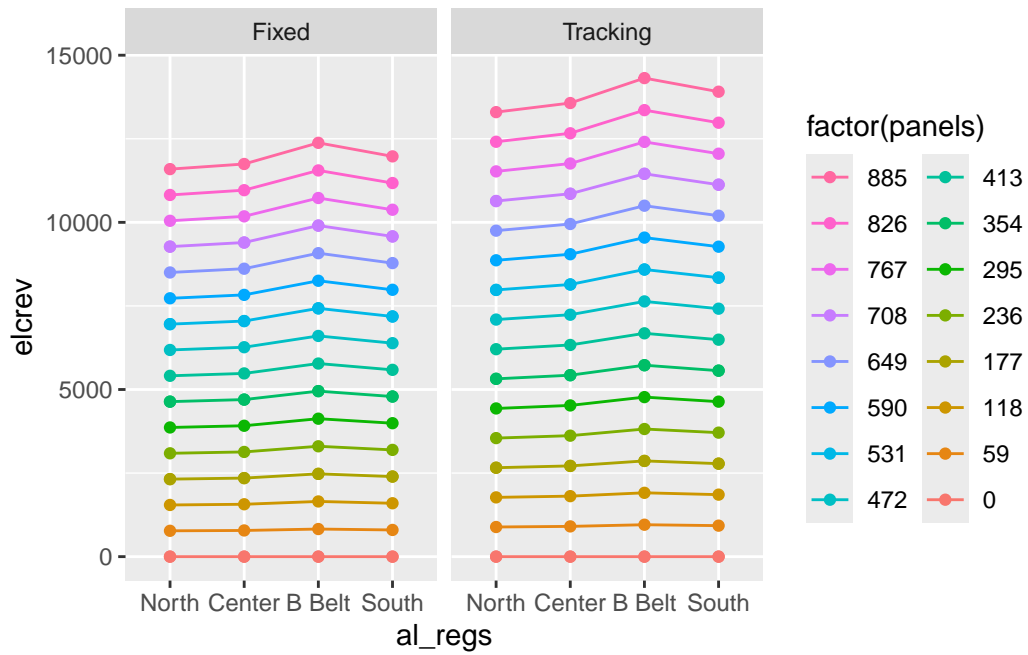 Fixed Tracking
15000
10000
5000
0
elcrev
North Center B Belt South North Center B Belt South
al_regs
factor(panels)
885 413
826 354
767 295
708 236
649 177
590 118
531 59
472 0